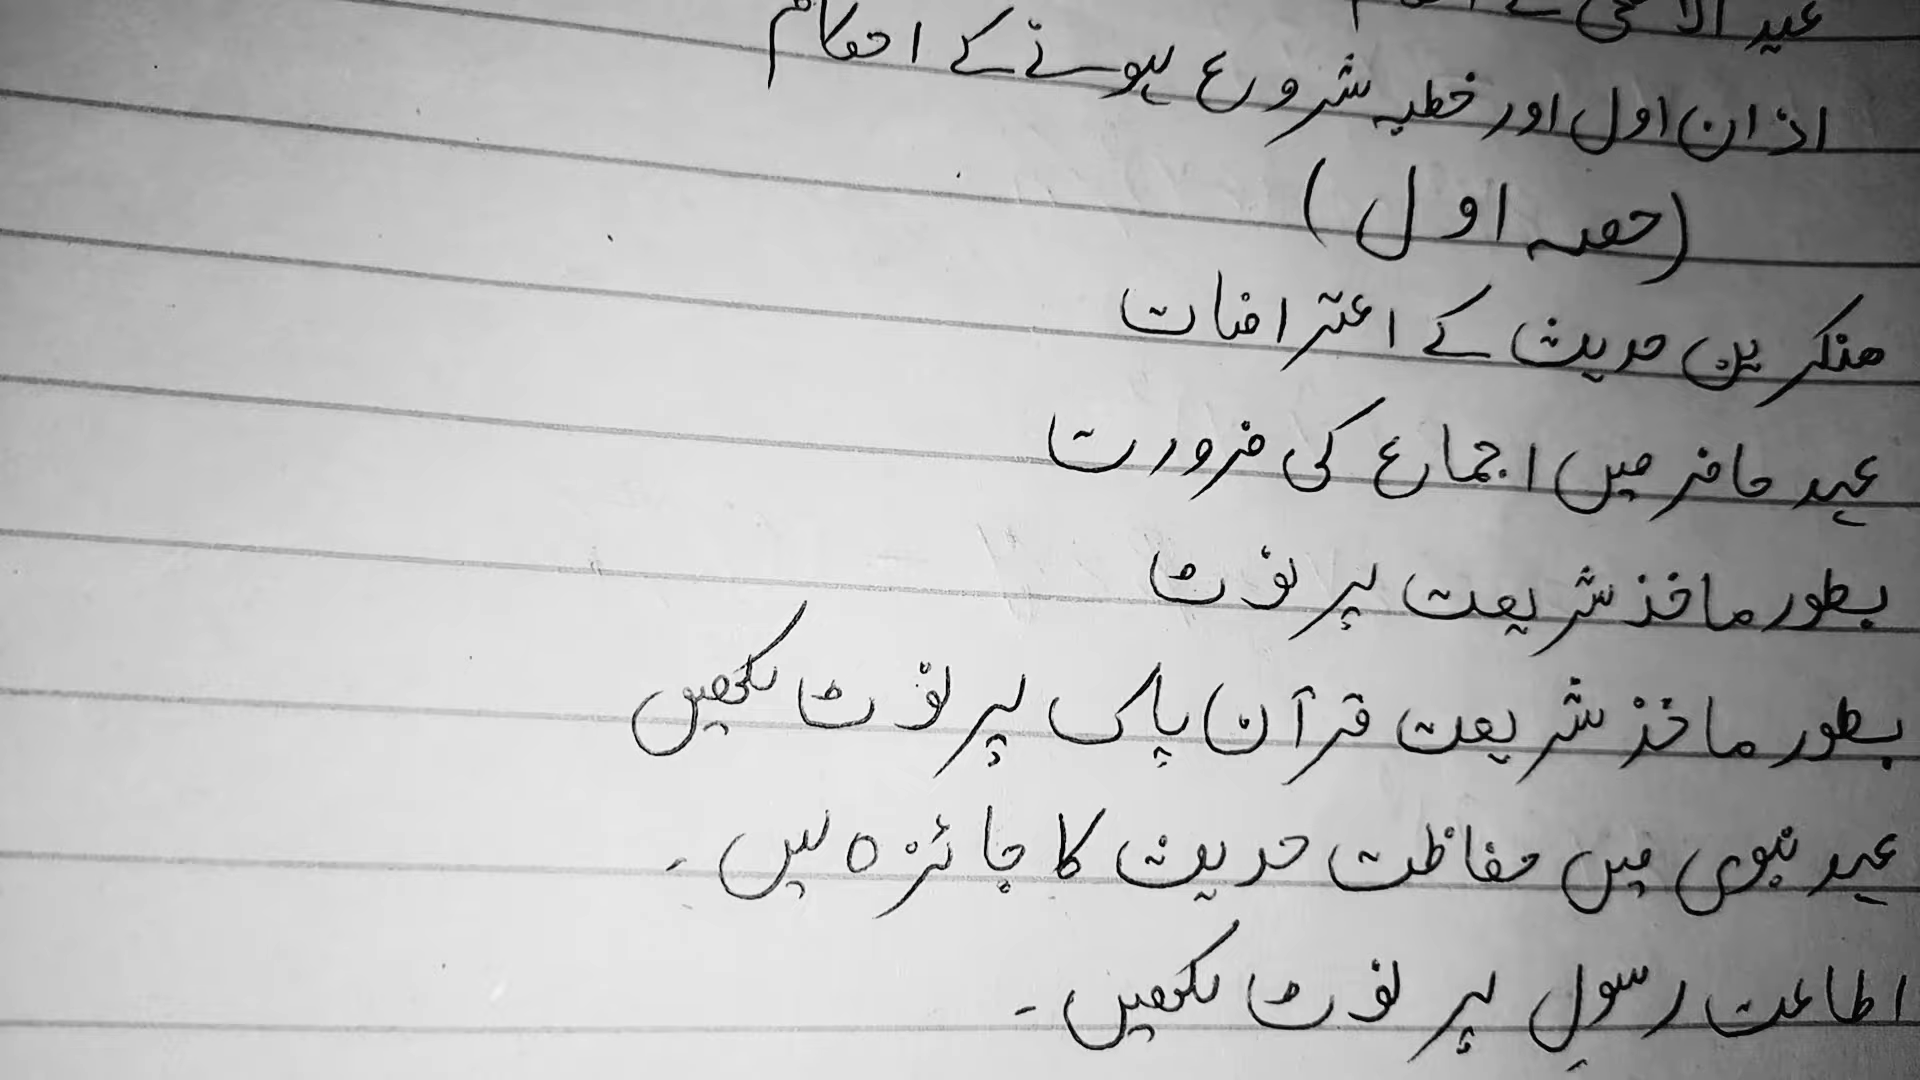 عید الاضحی کے احکام
اذان اول اور خطبہ شروع ہونے کے احکام
(حصہ اول)
منکرین حدیث کے اعتراضات
عہد حاضر میں اجماع کی ضرورت
بطور ماخذ شریعت پر نوٹ
بطور ماخذ شریعت قرآن پاک پر نوٹ لکھیں
عہد نبوی میں حفاظت حدیث کا جائزہ لیں۔
اطاعت رسول پر نوٹ لکھیں۔